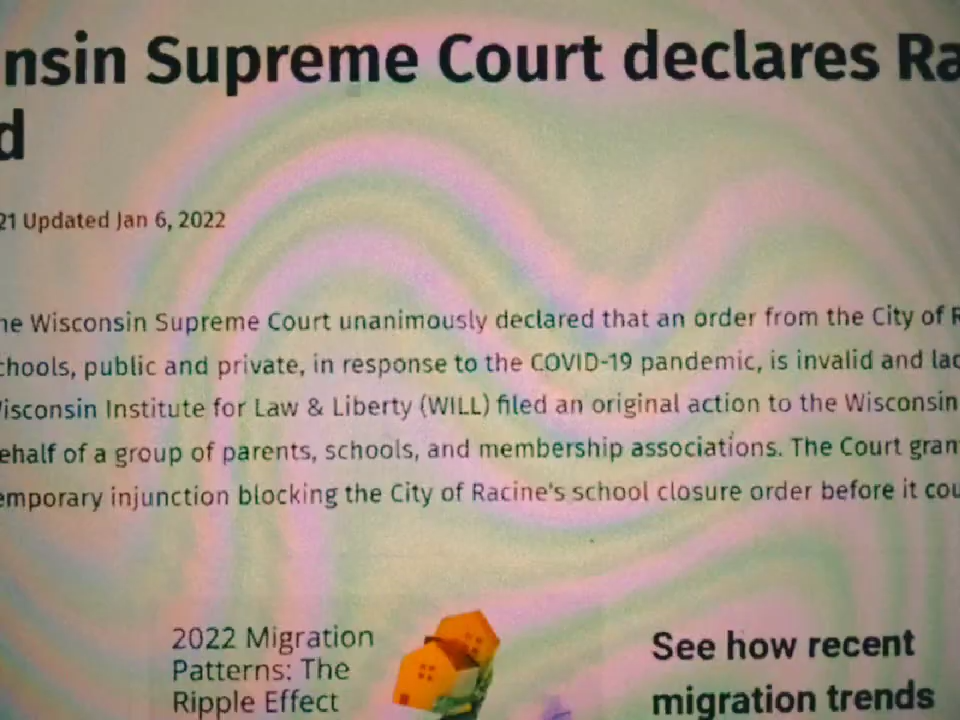 nsin Supreme Court declares Ra
d
21 Updated Jan 6, 2022
he Wisconsin Supreme Court unanimously declared that an order from the City of R
chools, public and private, in response to the COVID-19 pandemic, is invalid and lac
Wisconsin Institute for Law & Liberty (WILL) filed an original action to the Wisconsin
ehalf of a group of parents, schools, and membership associations. The Court gran
emporary injunction blocking the City of Racine's school closure order before it cou
2022 Migration
Patterns: The
Ripple Effect
See how recent
migration trends